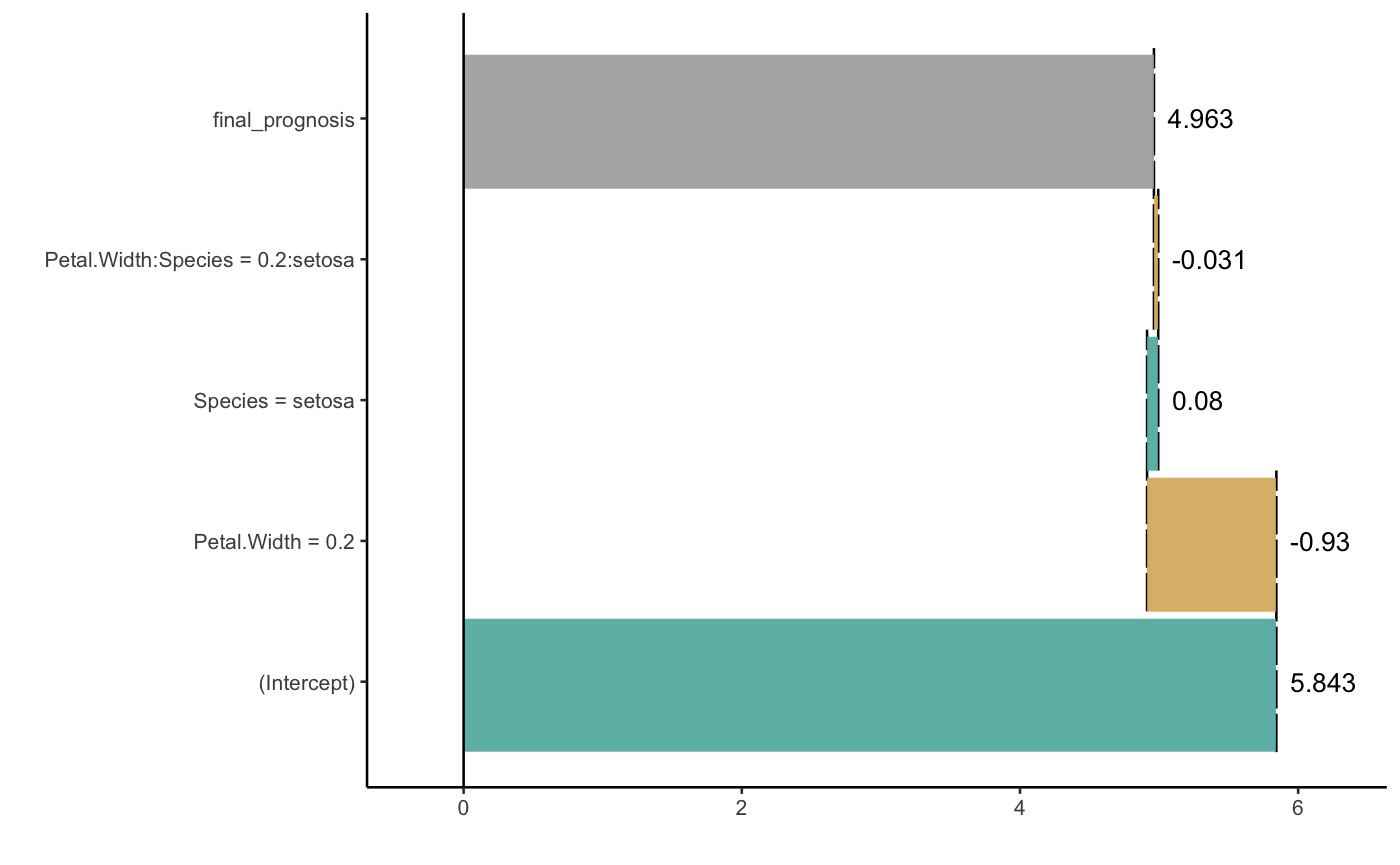 final_prognosis 4.963
Petal.Width:Species = 0.2:setosa -0.031
Species = setosa 0.08
Petal.Width = 0.2 -0.93
(Intercept) 5.843
0 2 4 6